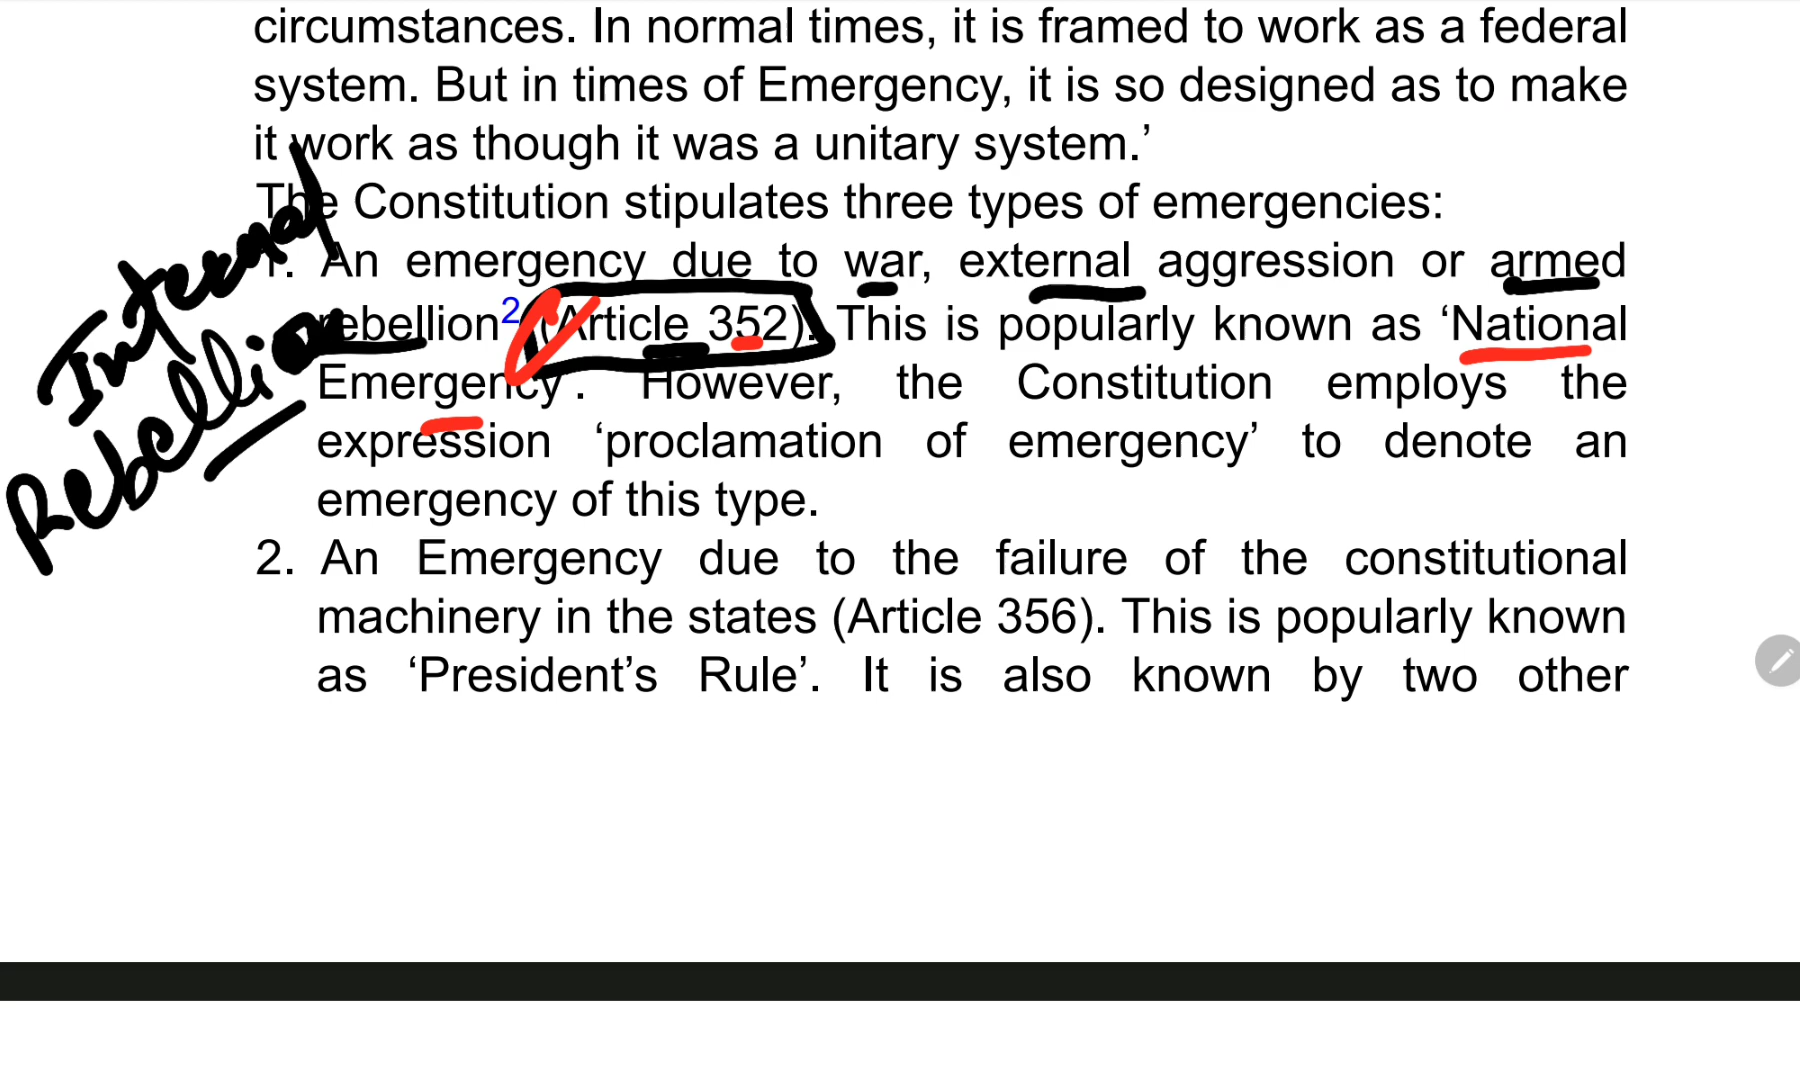 circumstances. In normal times, it is framed to work as a federal
system. But in times of Emergency, it is so designed as to make
it work as though it was a unitary system.’
The Constitution stipulates three types of emergencies:
1. An emergency due to war, external aggression or armed
rebellion2 (Article 352). This is popularly known as ‘National
Emergency’. However, the Constitution employs the
expression ‘proclamation of emergency’ to denote an
emergency of this type.
2. An Emergency due to the failure of the constitutional
machinery in the states (Article 356). This is popularly known
as ‘President’s Rule’. It is also known by two other
Internal
Rebellion